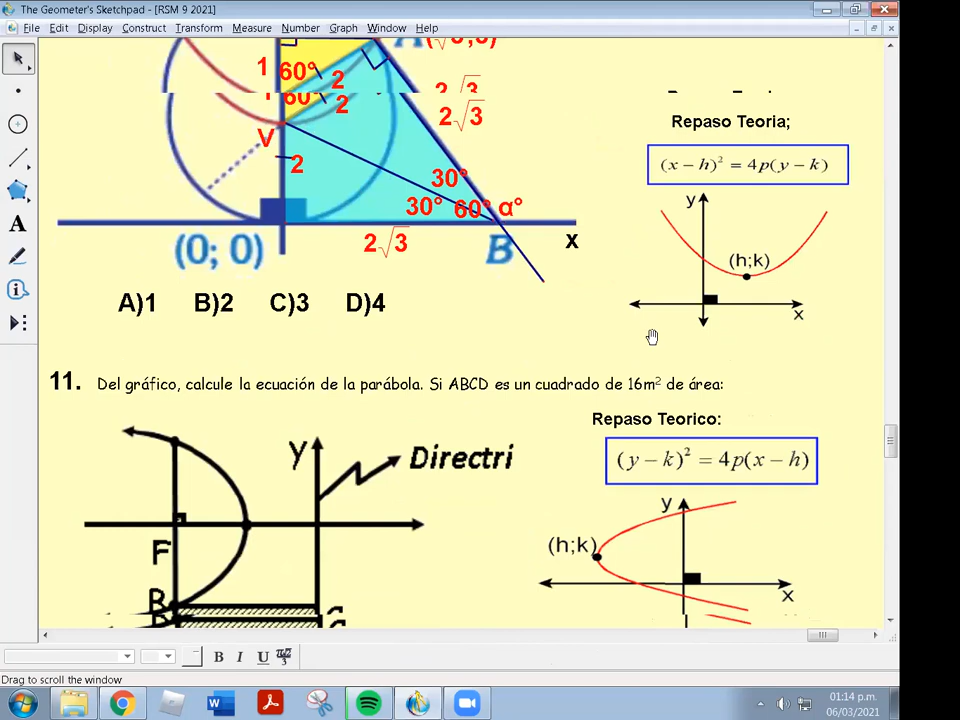 The Geometer's Sketchpad - [RSM 9 2021]
File Edit Display Construct Transform Measure Number Graph Window Help
1 60° 2
60° 2
2√3
V
2
30°
30° 60° α°
(0; 0) 2√3 B x
A)1 B)2 C)3 D)4
Repaso Teoria;
(x − h)² = 4p(y − k)
y
(h;k)
x
11. Del gráfico, calcule la ecuación de la parábola. Si ABCD es un cuadrado de 16m² de área:
Y Directri
F
B
Repaso Teorico:
(y − k)² = 4p(x − h)
y
(h;k)
x
B I U
Drag to scroll the window
01:14 p.m.
06/03/2021